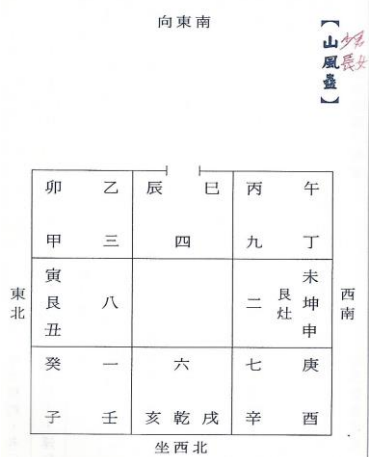 向東南
【山風蠱】
少男
長女
卯 乙 辰 巳 丙 午
甲 三 四 九 丁
東北
寅 艮 丑 八 二 艮灶 未 坤 申
西南
癸 一 六 七 庚
子 壬 亥 乾 戌 辛 酉
坐西北